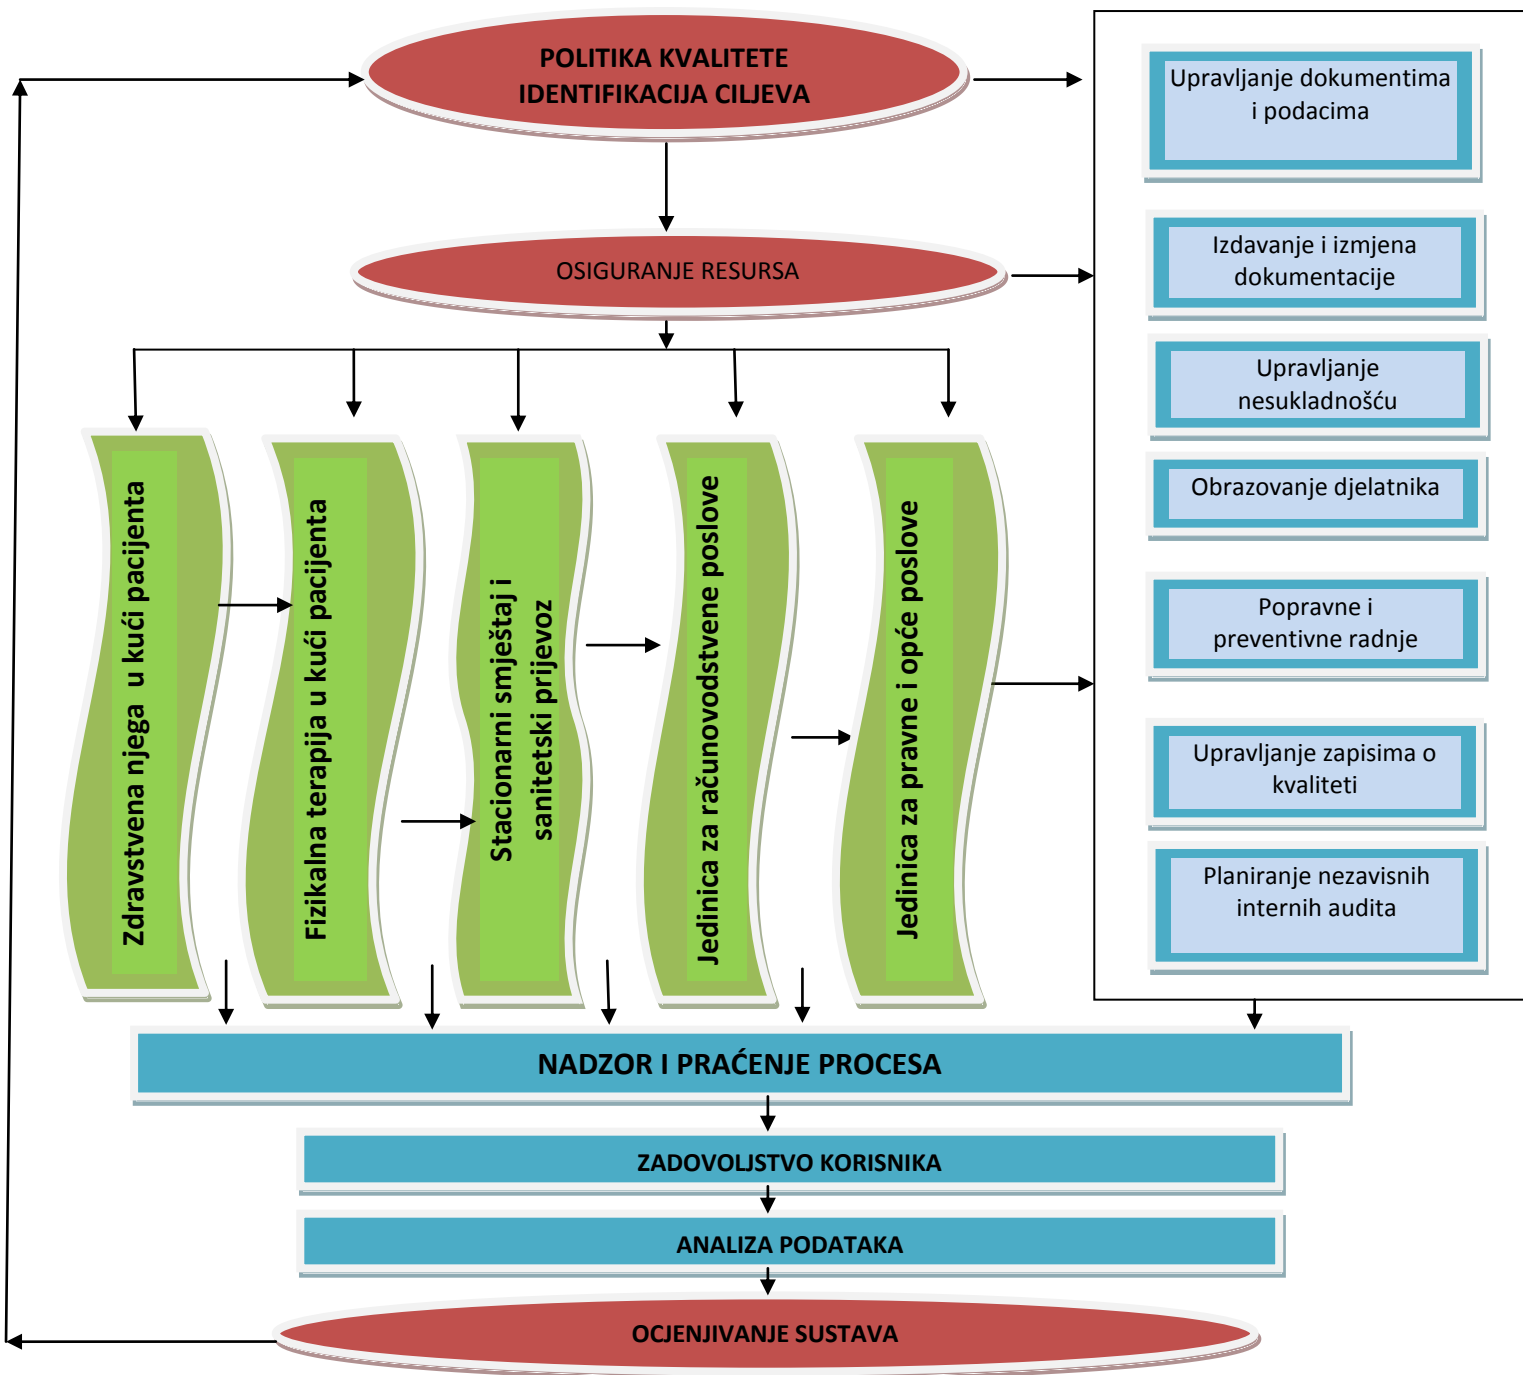 POLITIKA KVALITETE
IDENTIFIKACIJA CILJEVA
OSIGURANJE RESURSA
Zdravstvena njega u kući pacijenta
Fizikalna terapija u kući pacijenta
Stacionarni smještaj i
sanitetski prijevoz
Jedinica za računovodstvene poslove
Jedinica za pravne i opće poslove
Upravljanje dokumentima
i podacima
Izdavanje i izmjena
dokumentacije
Upravljanje
nesukladnošću
Obrazovanje djelatnika
Popravne i
preventivne radnje
Upravljanje zapisima o
kvaliteti
Planiranje nezavisnih
internih audita
NADZOR I PRAĆENJE PROCESA
ZADOVOLJSTVO KORISNIKA
ANALIZA PODATAKA
OCJENJIVANJE SUSTAVA